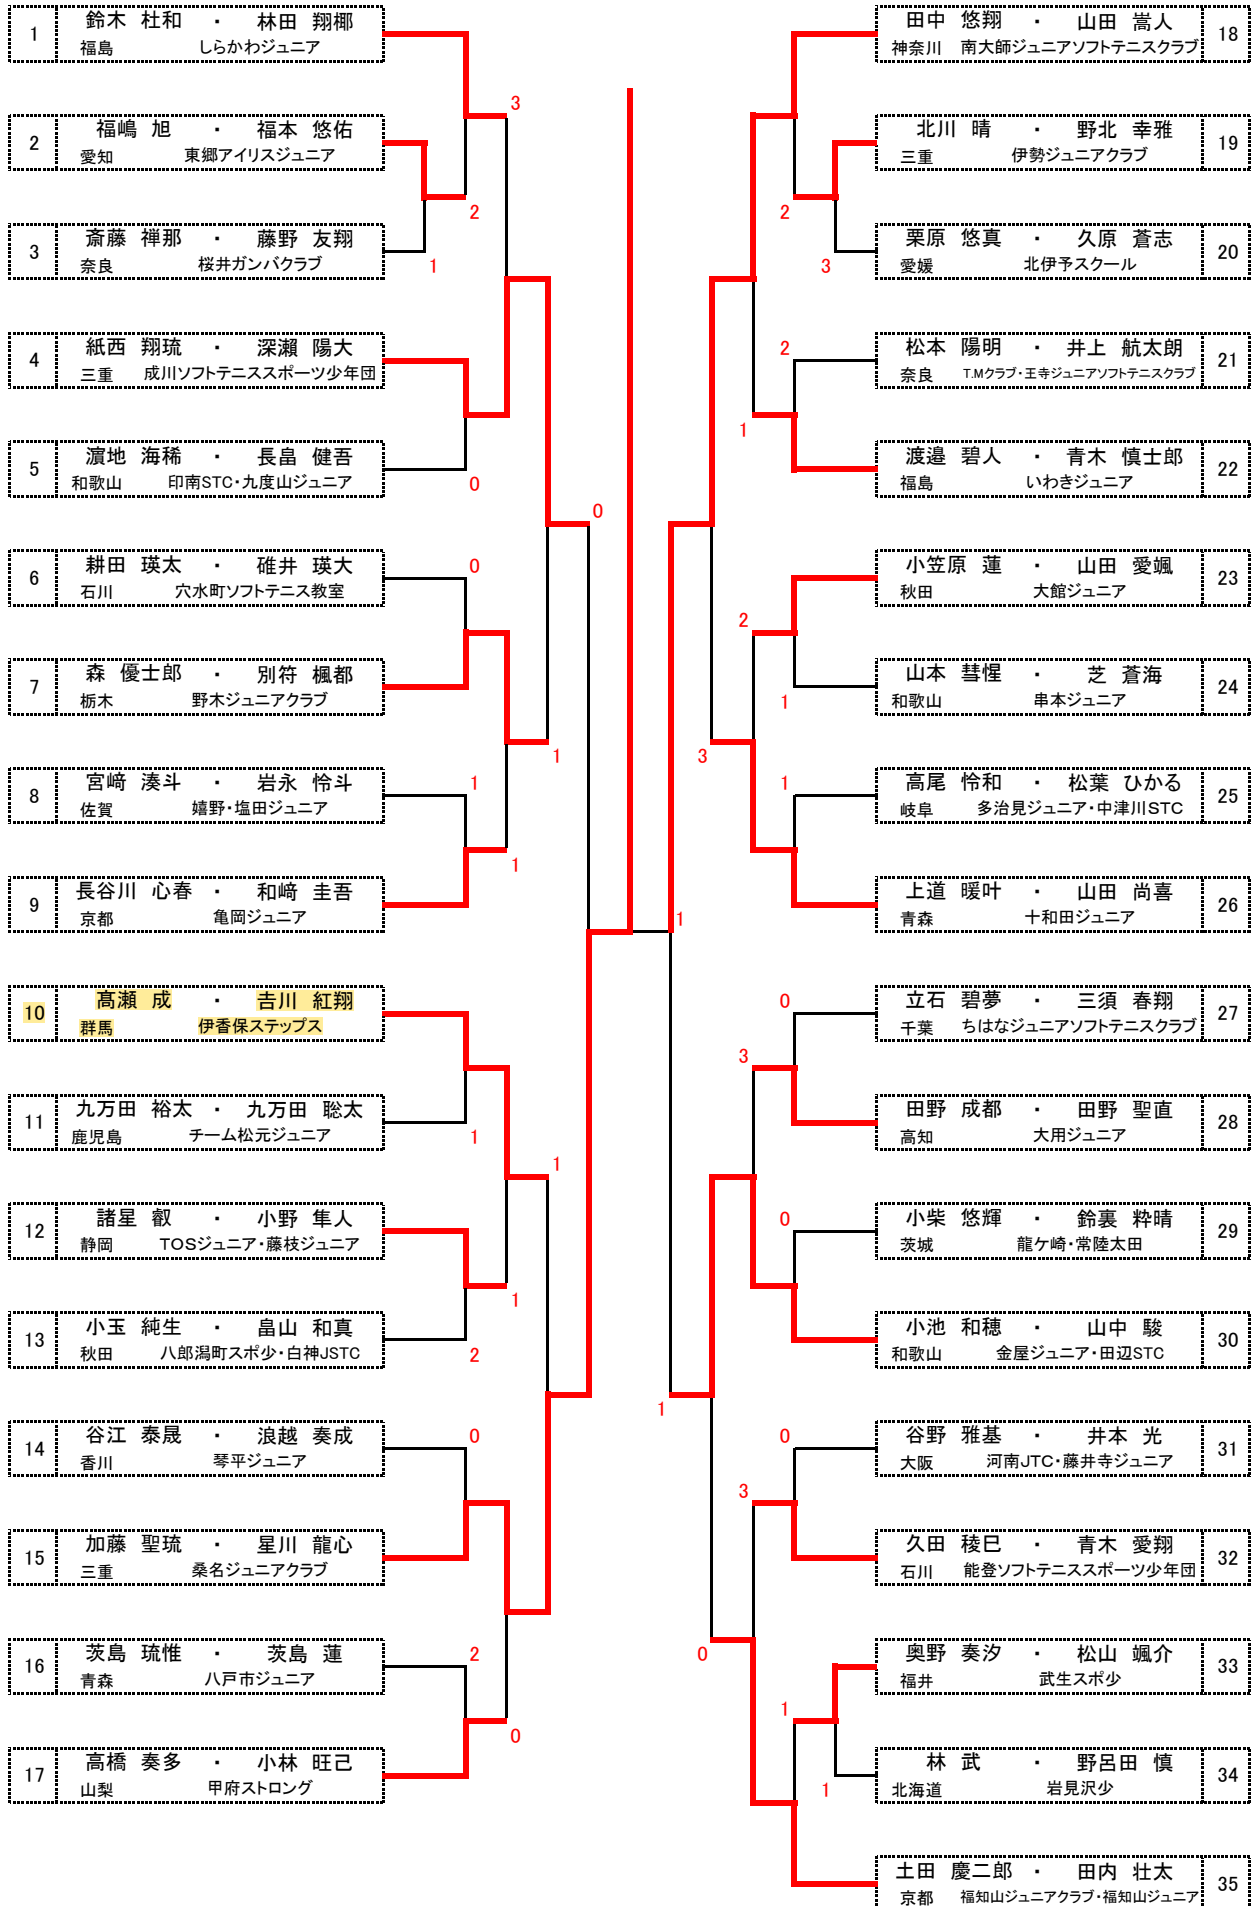 1 鈴木 杜和 ・ 林田 翔椰
福島 しらかわジュニア
3
2 福嶋 旭 ・ 福本 悠佑
愛知 東郷アイリスジュニア
2
3 斎藤 禅那 ・ 藤野 友翔
奈良 桜井ガンバクラブ
1
4 紙西 翔琉 ・ 深瀬 陽大
三重 成川ソフトテニススポーツ少年団
5 濵地 海稀 ・ 長畠 健吾
和歌山 印南STC・九度山ジュニア
0
0
6 耕田 瑛太 ・ 碓井 瑛大
石川 穴水町ソフトテニス教室
0
7 森 優士郎 ・ 別符 楓都
栃木 野木ジュニアクラブ
1
8 宮﨑 湊斗 ・ 岩永 怜斗
佐賀 嬉野・塩田ジュニア
1
1
9 長谷川 心春 ・ 和﨑 圭吾
京都 亀岡ジュニア
10 髙瀬 成 ・ 𠮷川 紅翔
群馬 伊香保ステップス
11 九万田 裕太 ・ 九万田 聡太
鹿児島 チーム松元ジュニア
1
1
12 諸星 叡 ・ 小野 隼人
静岡 TOSジュニア・藤枝ジュニア
1
13 小玉 純生 ・ 畠山 和真
秋田 八郎潟町スポ少・白神JSTC
2
14 谷江 泰晟 ・ 浪越 奏成
香川 琴平ジュニア
0
15 加藤 聖琉 ・ 星川 龍心
三重 桑名ジュニアクラブ
16 茨島 琉惟 ・ 茨島 蓮
青森 八戸市ジュニア
2
0
17 高橋 奏多 ・ 小林 旺己
山梨 甲府ストロング
田中 悠翔 ・ 山田 嵩人 18
神奈川 南大師ジュニアソフトテニスクラブ
北川 晴 ・ 野北 幸雅 19
三重 伊勢ジュニアクラブ
2
栗原 悠真 ・ 久原 蒼志 20
愛媛 北伊予スクール
3
2
松本 陽明 ・ 井上 航太朗 21
奈良 T.Mクラブ・王寺ジュニアソフトテニスクラブ
1
渡邉 碧人 ・ 青木 慎士郎 22
福島 いわきジュニア
小笠原 蓮 ・ 山田 愛颯 23
秋田 大館ジュニア
2
山本 彗惺 ・ 芝 蒼海 24
和歌山 串本ジュニア
1
3
1
高尾 怜和 ・ 松葉 ひかる 25
岐阜 多治見ジュニア・中津川STC
上道 暖叶 ・ 山田 尚喜 26
青森 十和田ジュニア
1
0
立石 碧夢 ・ 三須 春翔 27
千葉 ちはなジュニアソフトテニスクラブ
3
田野 成都 ・ 田野 聖直 28
高知 大用ジュニア
0
小柴 悠輝 ・ 鈴裏 粋晴 29
茨城 龍ケ崎・常陸太田
小池 和穂 ・ 山中 駿 30
和歌山 金屋ジュニア・田辺STC
1
0
谷野 雅基 ・ 井本 光 31
大阪 河南JTC・藤井寺ジュニア
3
久田 稜巳 ・ 青木 愛翔 32
石川 能登ソフトテニススポーツ少年団
0
奥野 奏汐 ・ 松山 颯介 33
福井 武生スポ少
1
林 武 ・ 野呂田 慎 34
北海道 岩見沢少
1
土田 慶二郎 ・ 田内 壮太 35
京都 福知山ジュニアクラブ・福知山ジュニア